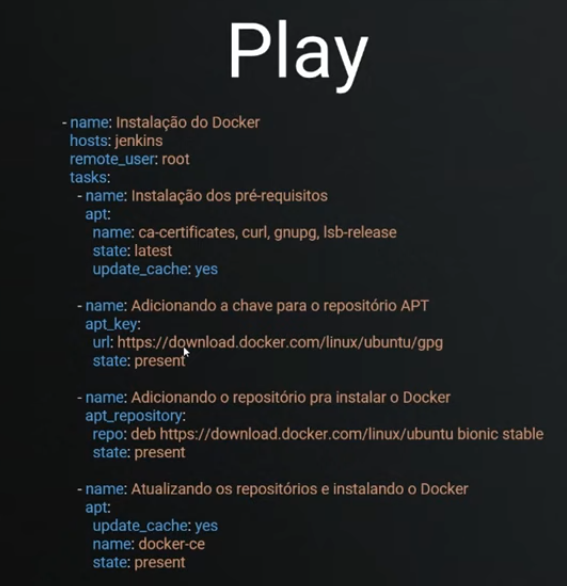 Play
- name: Instalação do Docker
hosts: jenkins
remote_user: root
tasks:
- name: Instalação dos pré-requisitos
apt:
name: ca-certificates, curl, gnupg, lsb-release
state: latest
update_cache: yes
- name: Adicionando a chave para o repositório APT
apt_key:
url: https://download.docker.com/linux/ubuntu/gpg
state: present
- name: Adicionando o repositório pra instalar o Docker
apt_repository:
repo: deb https://download.docker.com/linux/ubuntu bionic stable
state: present
- name: Atualizando os repositórios e instalando o Docker
apt:
update_cache: yes
name: docker-ce
state: present